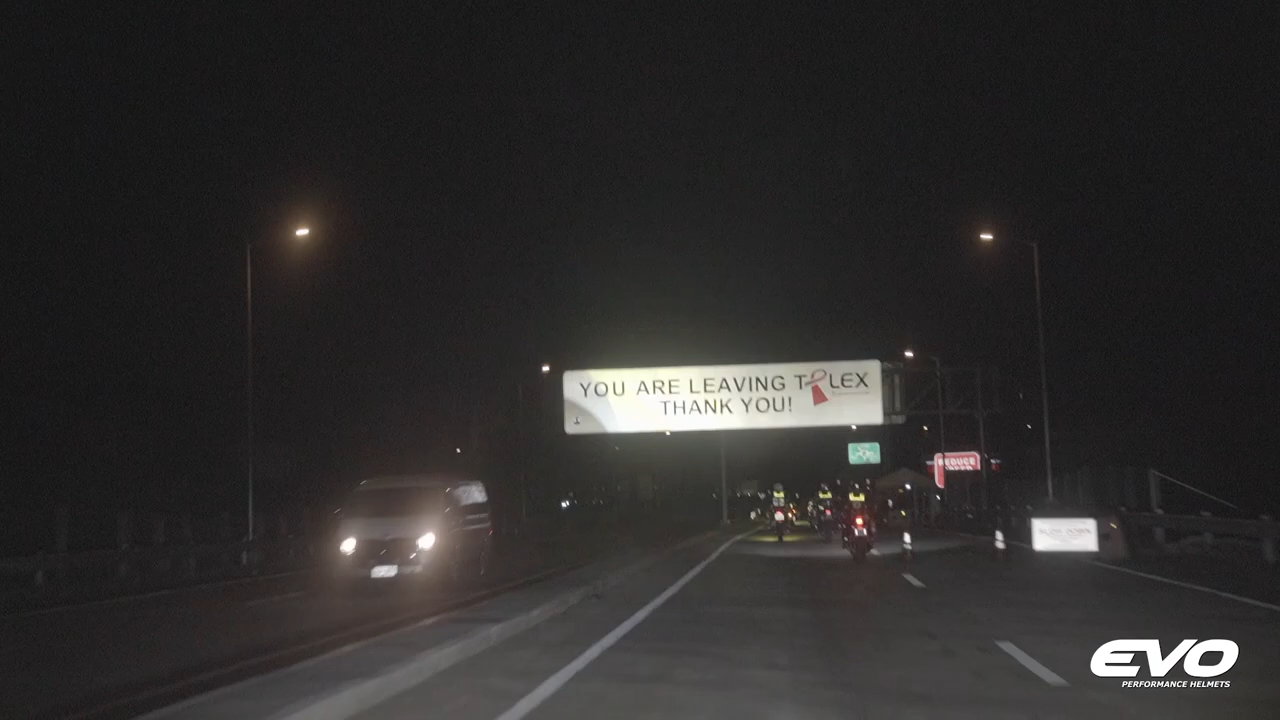 YOU ARE LEAVING TPLEX
THANK YOU!
REDUCE
EVO
PERFORMANCE HELMETS